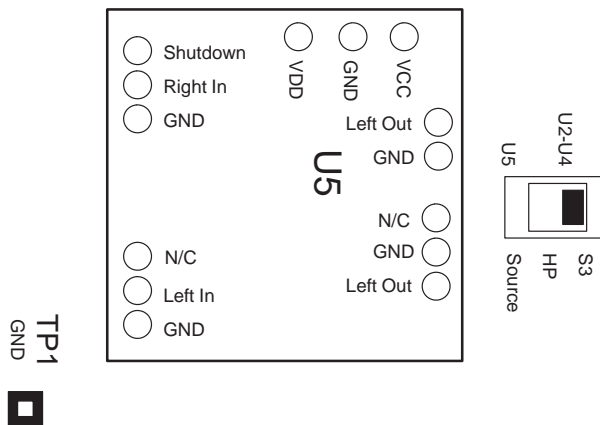 Shutdown
Right In
GND
VDD
GND
VCC
Left Out
GND
U5
N/C
GND
Left Out
N/C
Left In
GND
U5
U2-U4
Source
HP
S3
TP1
GND